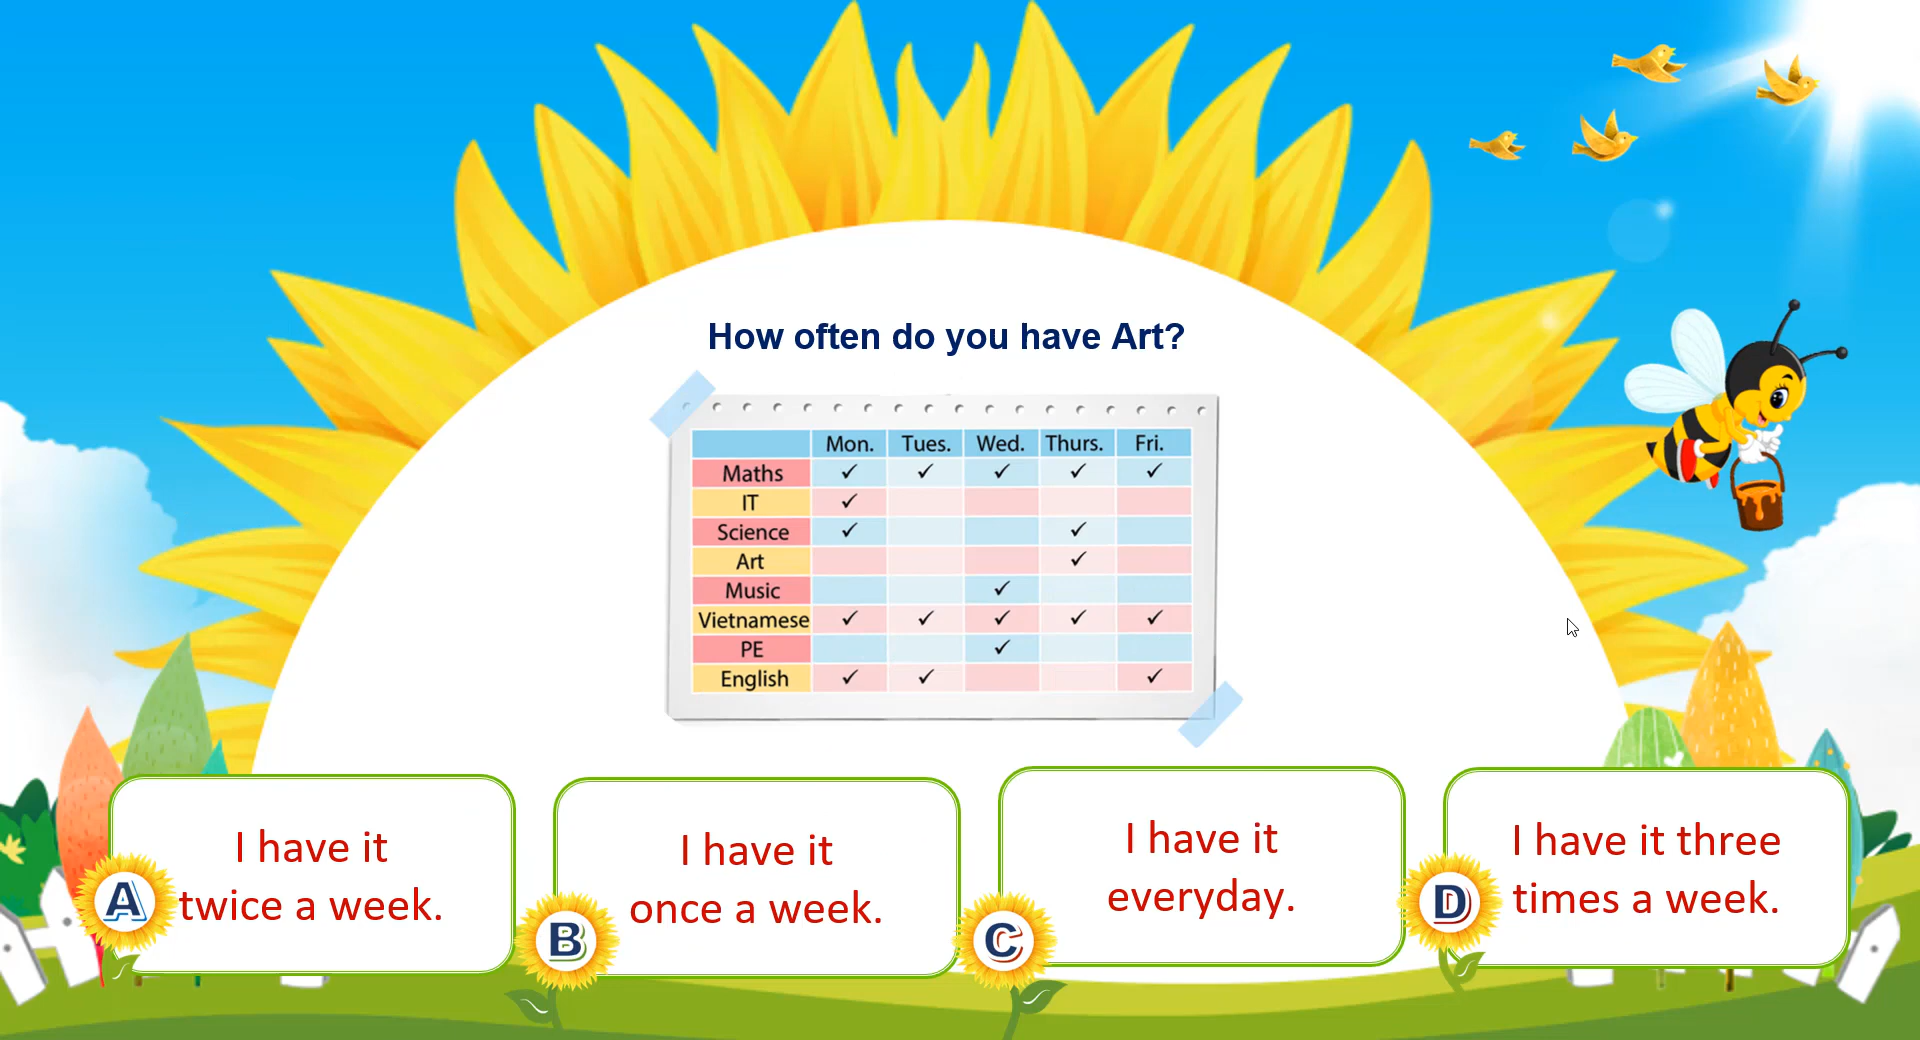 How often do you have Art?
Mon. Tues. Wed. Thurs. Fri.
Maths ✓ ✓ ✓ ✓ ✓
IT ✓
Science ✓ ✓
Art ✓
Music ✓
Vietnamese ✓ ✓ ✓ ✓ ✓
PE ✓
English ✓ ✓ ✓
A
I have it
twice a week.
B
I have it
once a week.
C
I have it
everyday.
D
I have it three
times a week.